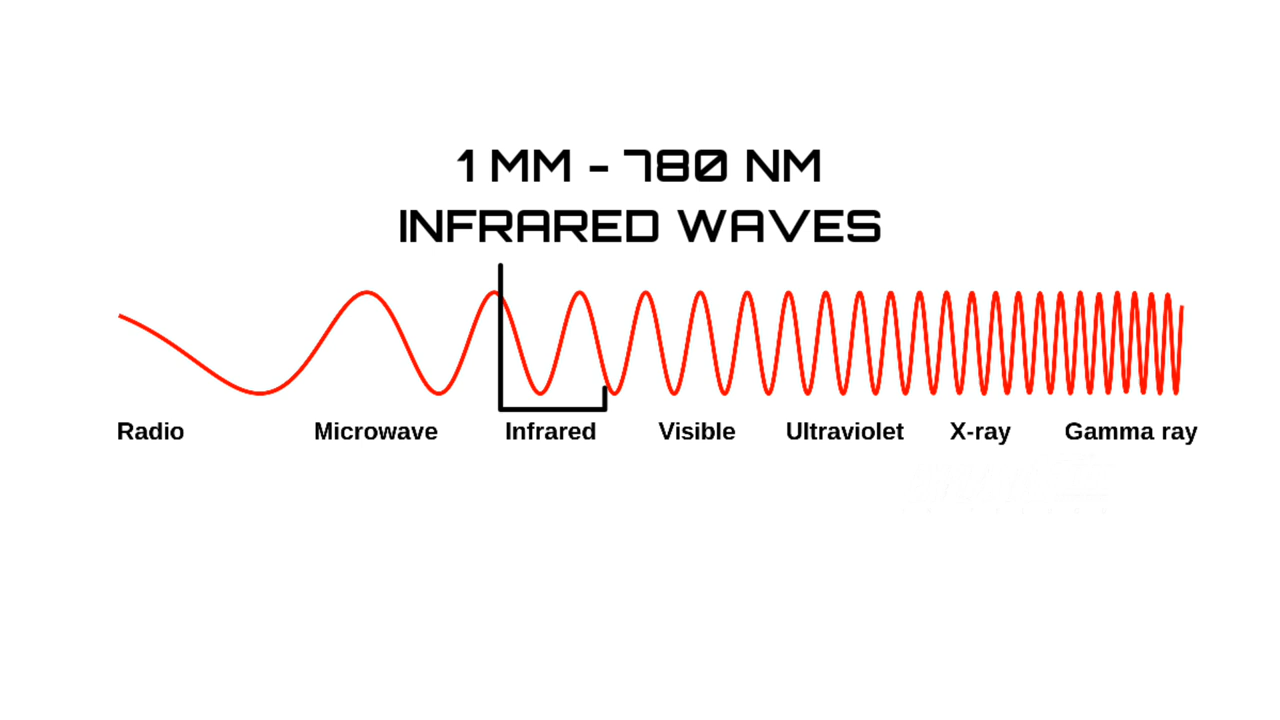 1 MM - 780 NM
INFRARED WAVES
Radio Microwave Infrared Visible Ultraviolet X-ray Gamma ray